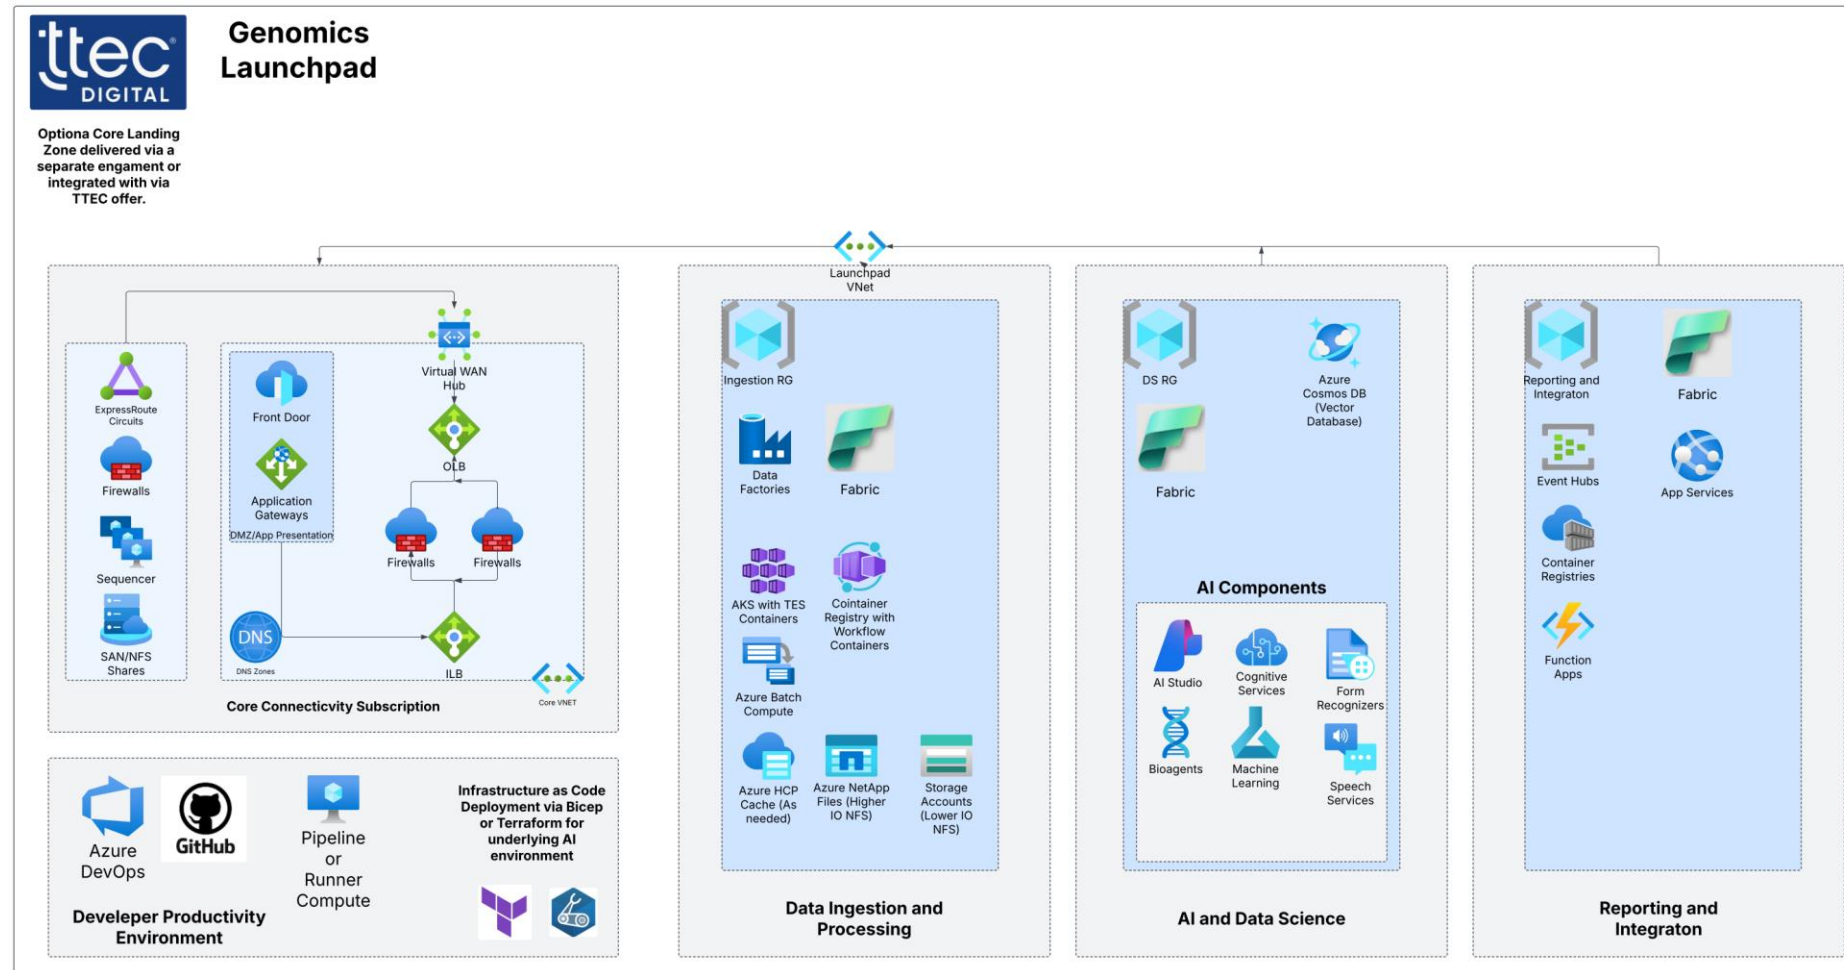 ttec
DIGITAL
Genomics
Launchpad
Optiona Core Landing
Zone delivered via a
separate engament or
integrated with via
TTEC offer.
Launchpad
VNet
ExpressRoute
Circuits
Firewalls
Sequencer
SAN/NFS
Shares
Front Door
Application
Gateways
DMZ/App Presentation
DNS
DNS Zones
Virtual WAN
Hub
OLB
Firewalls
Firewalls
ILB
Core VNET
Core Connecticvity Subscription
Azure
DevOps
GitHub
Pipeline
or
Runner
Compute
Infrastructure as Code
Deployment via Bicep
or Terraform for
underlying AI
environment
Develeper Productivity
Environment
Ingestion RG
Data
Factories
Fabric
AKS with TES
Containers
Cointainer
Registry with
Workflow
Containers
Azure Batch
Compute
Azure HCP
Cache (As
needed)
Azure NetApp
Files (Higher
IO NFS)
Storage
Accounts
(Lower IO
NFS)
Data Ingestion and
Processing
DS RG
Azure
Cosmos DB
(Vector
Database)
Fabric
AI Components
AI Studio
Cognitive
Services
Form
Recognizers
Bioagents
Machine
Learning
Speech
Services
AI and Data Science
Reporting and
Integraton
Fabric
Event Hubs
App Services
Container
Registries
Function
Apps
Reporting and
Integraton